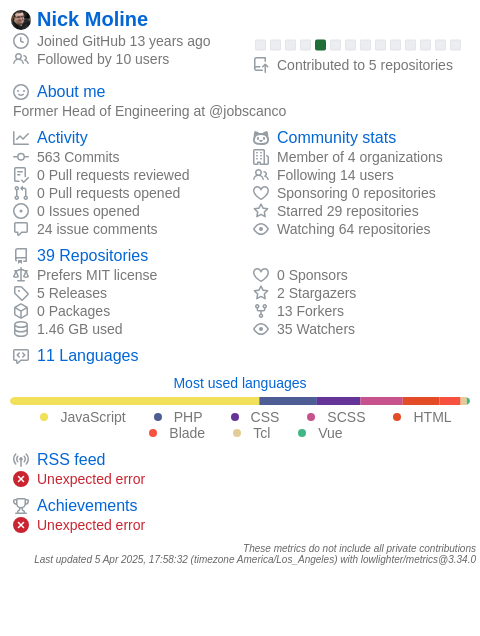 Nick Moline
Joined GitHub 13 years ago
Followed by 10 users
Contributed to 5 repositories
About me
Former Head of Engineering at @jobscanco
Activity
563 Commits
0 Pull requests reviewed
0 Pull requests opened
0 Issues opened
24 issue comments
Community stats
Member of 4 organizations
Following 14 users
Sponsoring 0 repositories
Starred 29 repositories
Watching 64 repositories
39 Repositories
Prefers MIT license
5 Releases
0 Packages
1.46 GB used
0 Sponsors
2 Stargazers
13 Forkers
35 Watchers
11 Languages
Most used languages
JavaScript PHP CSS SCSS HTML
Blade Tcl Vue
RSS feed
Unexpected error
Achievements
Unexpected error
These metrics do not include all private contributions
Last updated 5 Apr 2025, 17:58:32 (timezone America/Los_Angeles) with lowlighter/metrics@3.34.0